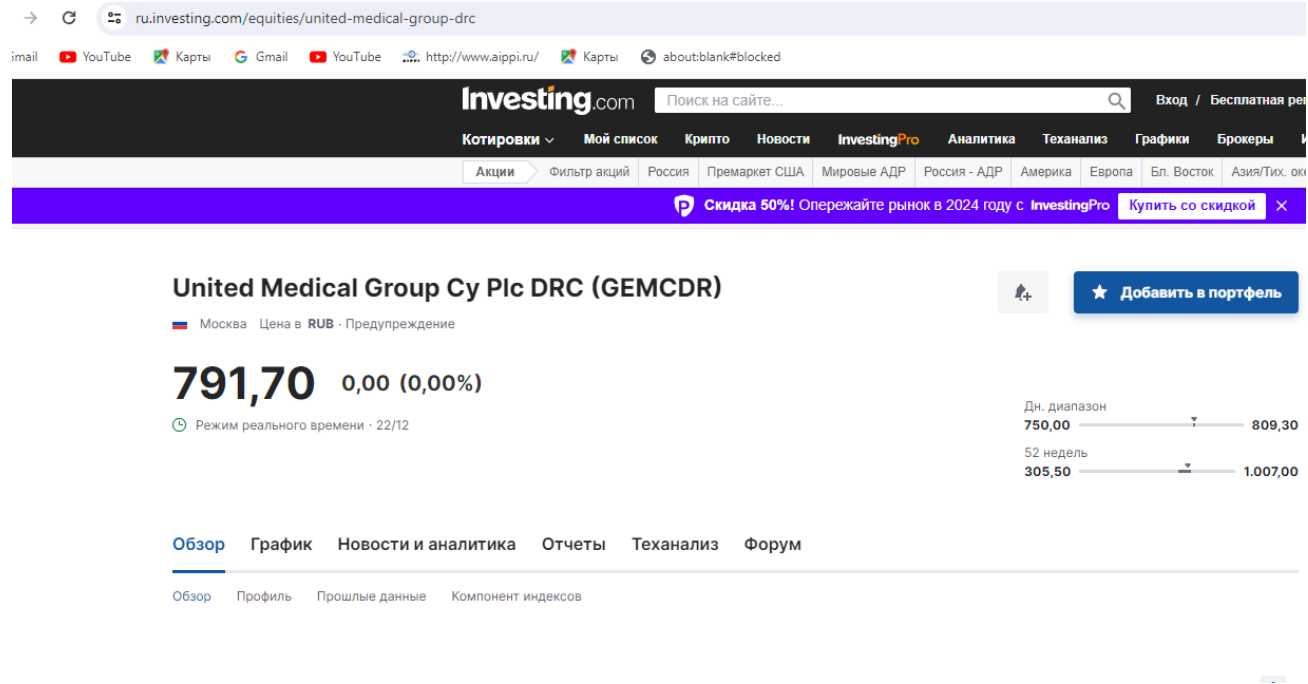 ru.investing.com/equities/united-medical-group-drc
mail YouTube Карты Gmail YouTube http://www.aippi.ru/ Карты about:blank#blocked
Investing.com Поиск на сайте... Вход / Бесплатная рег
Котировки Мой список Крипто Новости InvestingPro Аналитика Теханализ Графики Брокеры
Акции Фильтр акций Россия Премаркет США Мировые АДР Россия - АДР Америка Европа Бл. Восток Азия/Тих. оке
Скидка 50%! Опережайте рынок в 2024 году с InvestingPro Купить со скидкой
United Medical Group Cy Plc DRC (GEMCDR)
Добавить в портфель
Москва Цена в RUB · Предупреждение
791,70 0,00 (0,00%)
Режим реального времени · 22/12
Дн. диапазон
750,00 809,30
52 недель
305,50 1.007,00
Обзор График Новости и аналитика Отчеты Теханализ Форум
Обзор Профиль Прошлые данные Компонент индексов